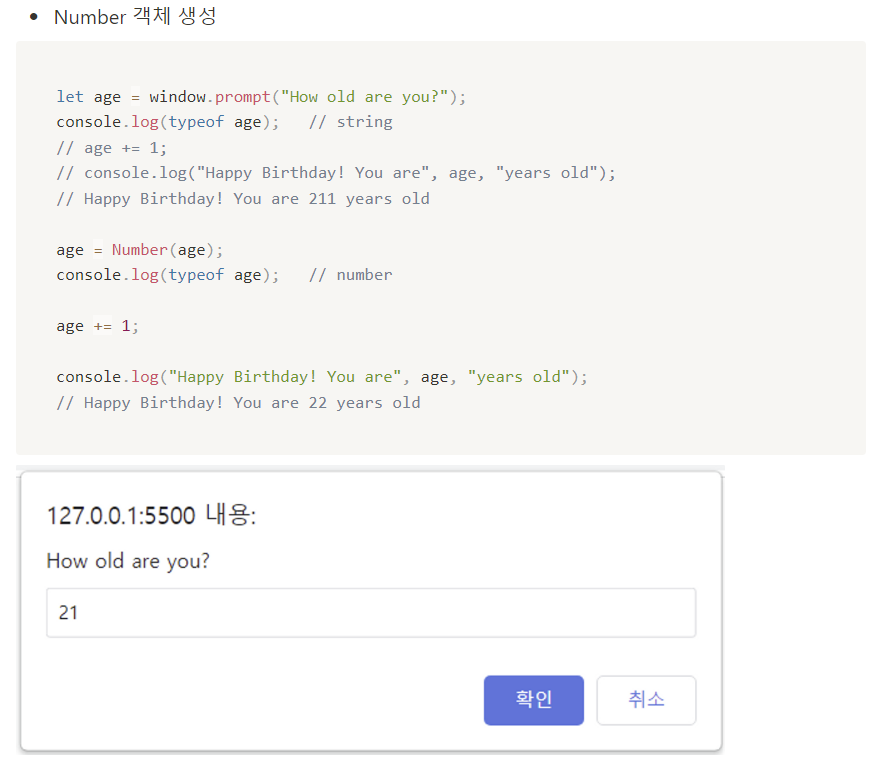 • Number 객체 생성
let age = window.prompt("How old are you?");
console.log(typeof age);   // string
// age += 1;
// console.log("Happy Birthday! You are", age, "years old");
// Happy Birthday! You are 211 years old
age = Number(age);
console.log(typeof age);   // number
age += 1;
console.log("Happy Birthday! You are", age, "years old");
// Happy Birthday! You are 22 years old
127.0.0.1:5500 내용:
How old are you?
21
확인 취소